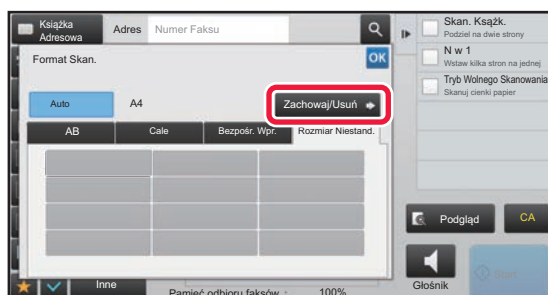 Książka
Adresowa
Adres
Numer Faksu
Skan. Książk.
Podziel na dwie strony
N w 1
Wstaw kilka stron na jednej
Tryb Wolnego Skanowania
Skanuj cienki papier
Format Skan.
OK
Auto
A4
Zachowaj/Usuń
AB
Cale
Bezpośr. Wpr.
Rozmiar Niestand.
Podgląd
CA
Inne
Pamięć odbioru faksów :
100%
Głośnik
Start